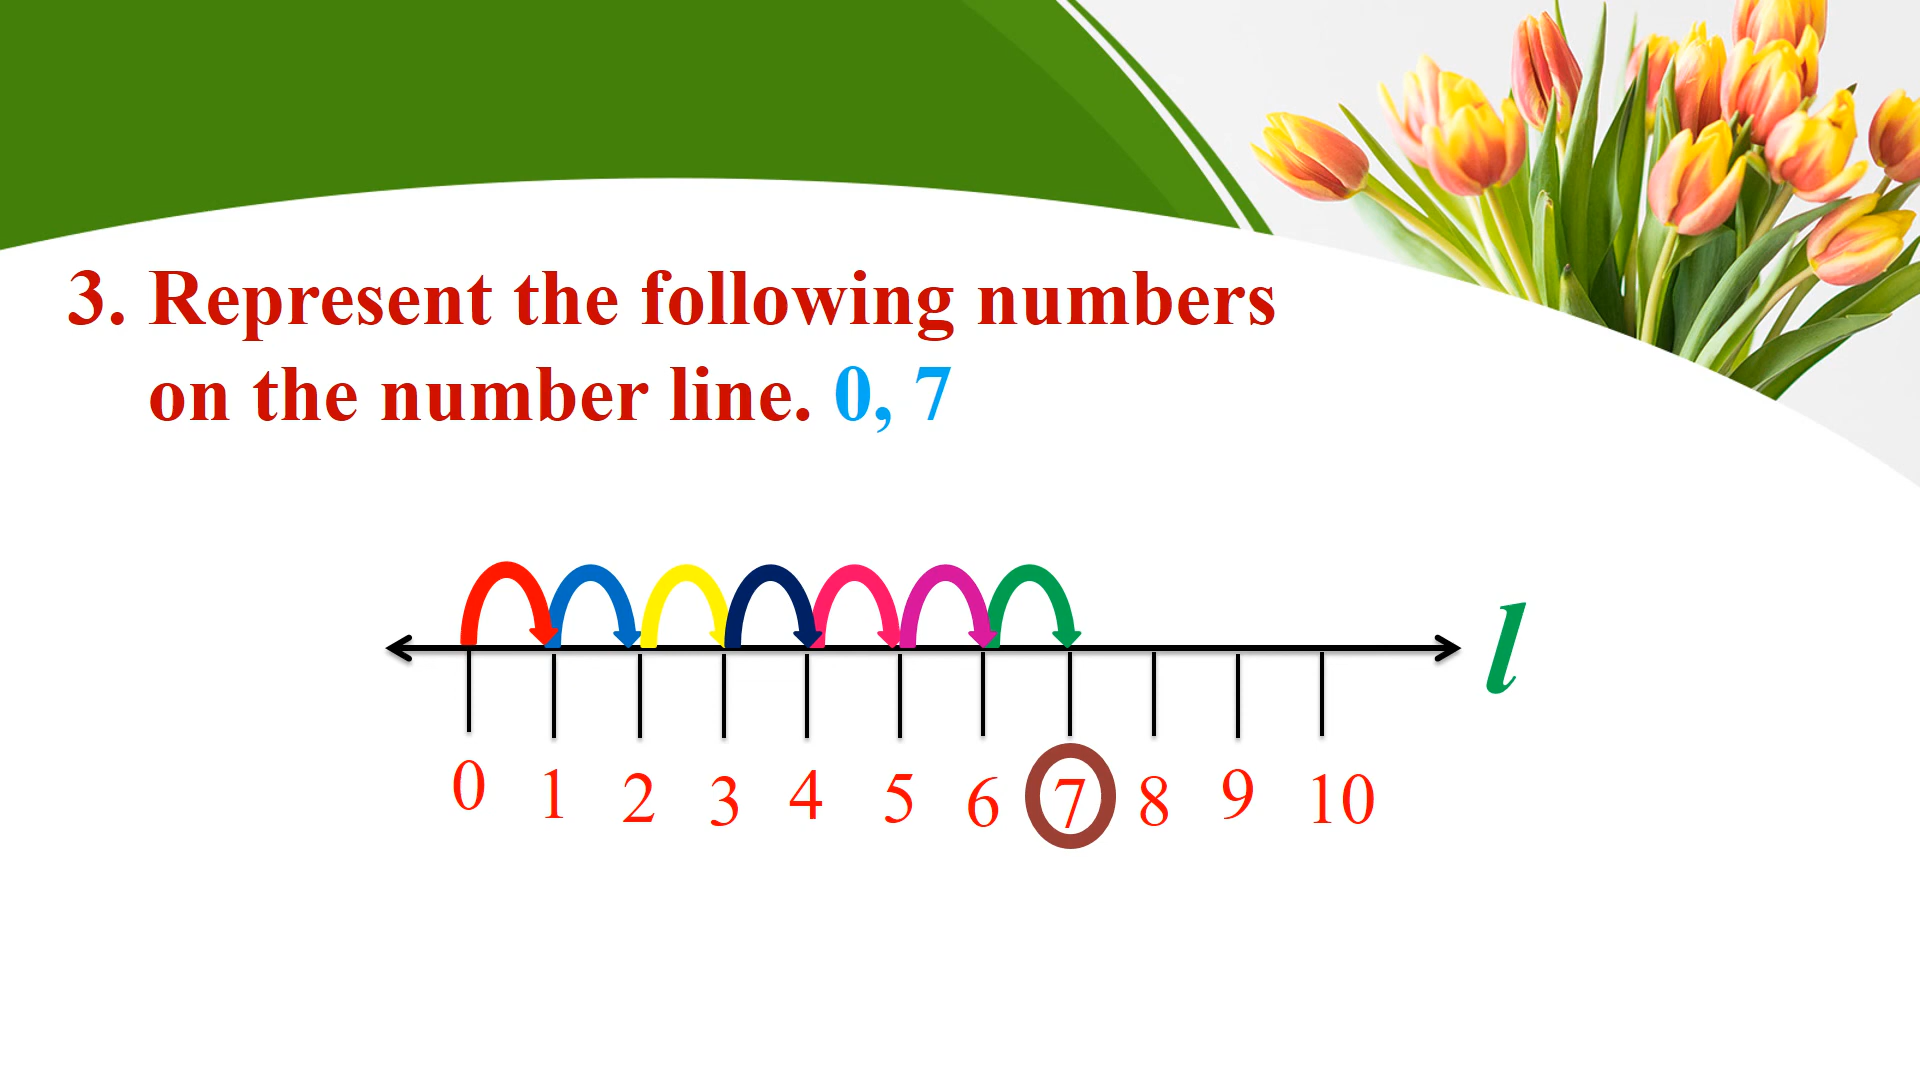 3. Represent the following numbers
on the number line. 0, 7
l
0 1 2 3 4 5 6 7 8 9 10